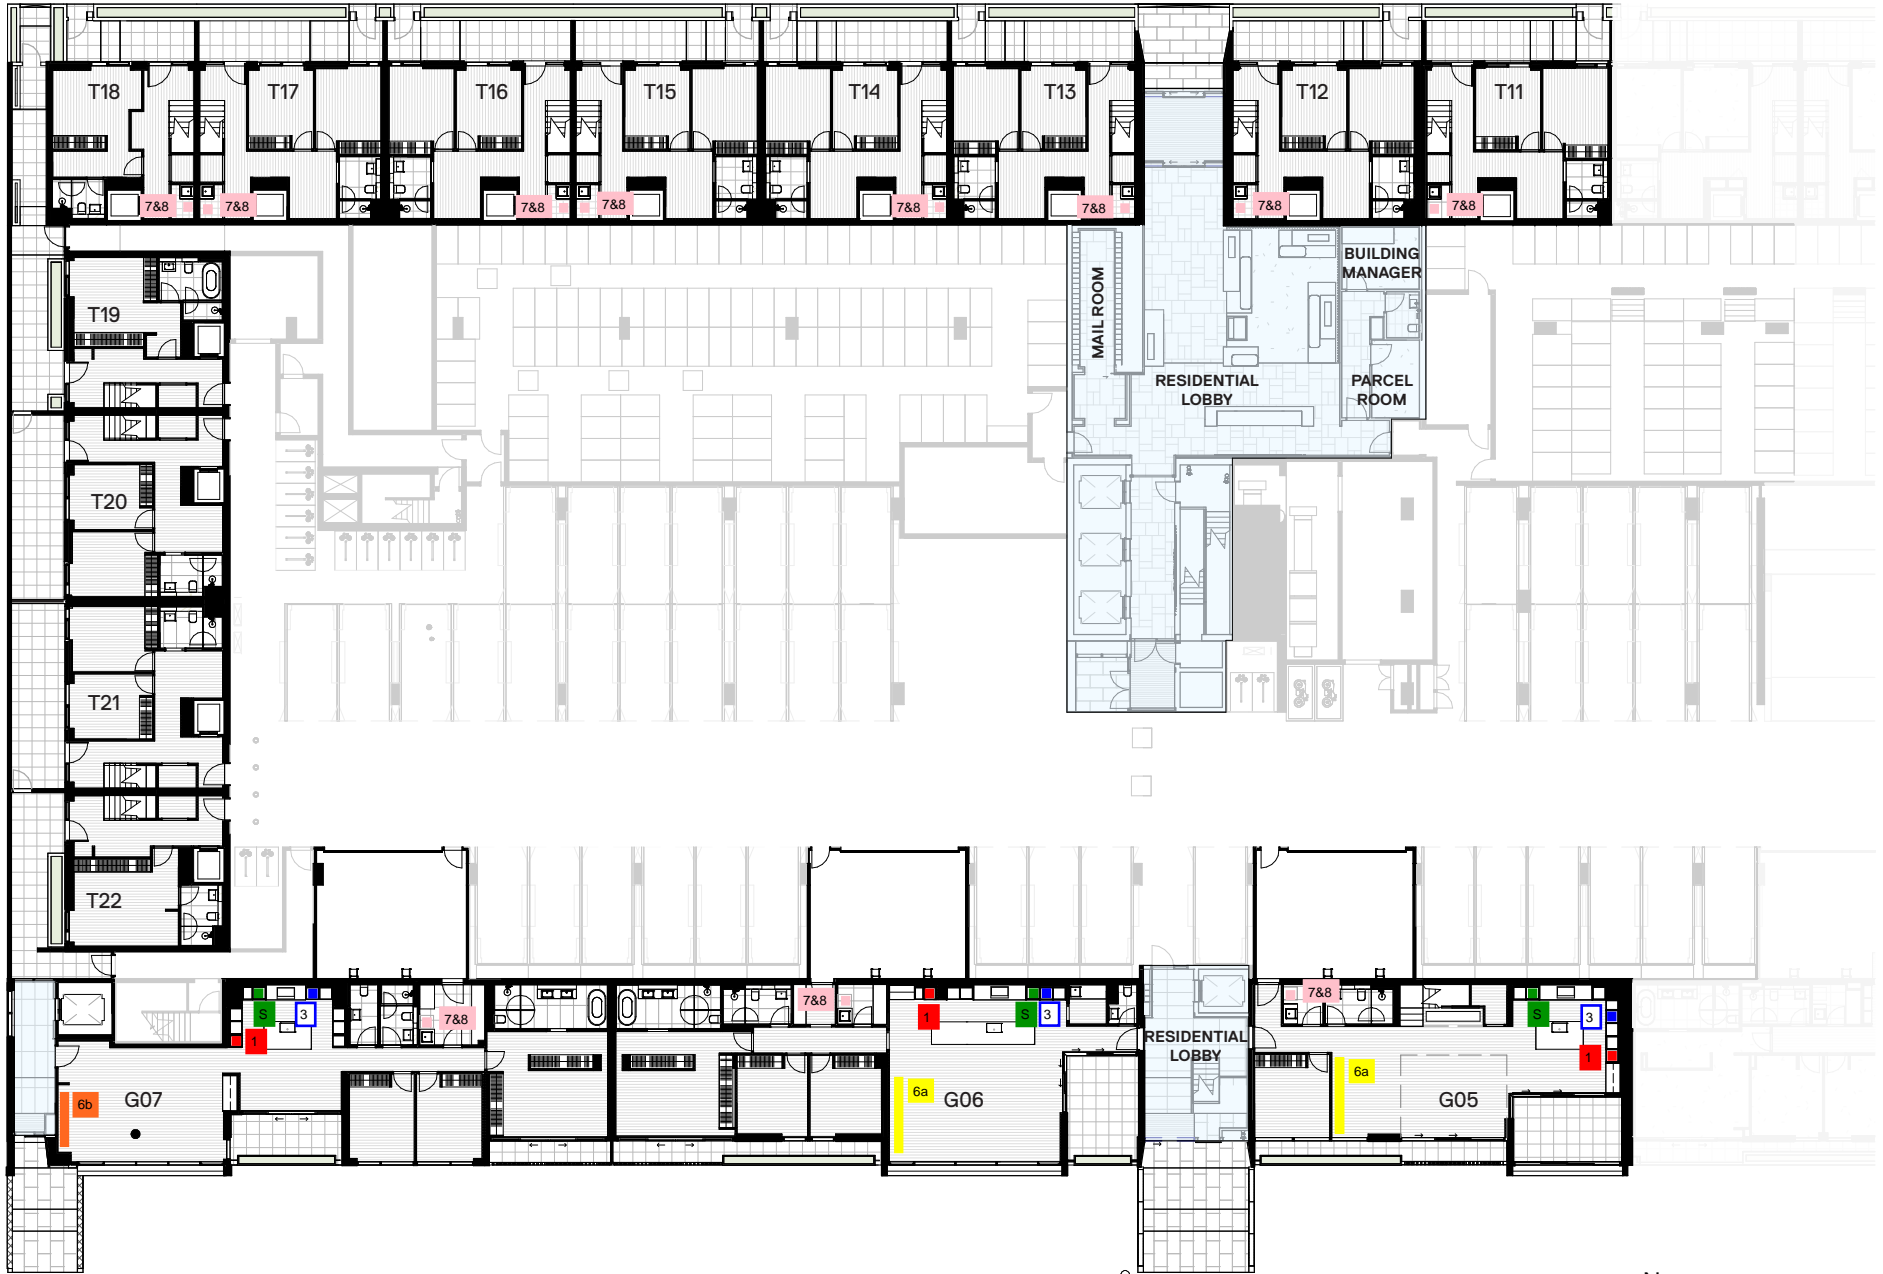 T18
T17
T16
T15
T14
T13
T12
T11
7&8
7&8
7&8
7&8
7&8
7&8
7&8
7&8
MAIL ROOM
BUILDING
MANAGER
RESIDENTIAL
LOBBY
PARCEL
ROOM
T19
T20
T21
T22
S
3
1
7&8
6b
G07
7&8
1
S
3
6a
G06
RESIDENTIAL
LOBBY
7&8
S
3
1
6a
G05